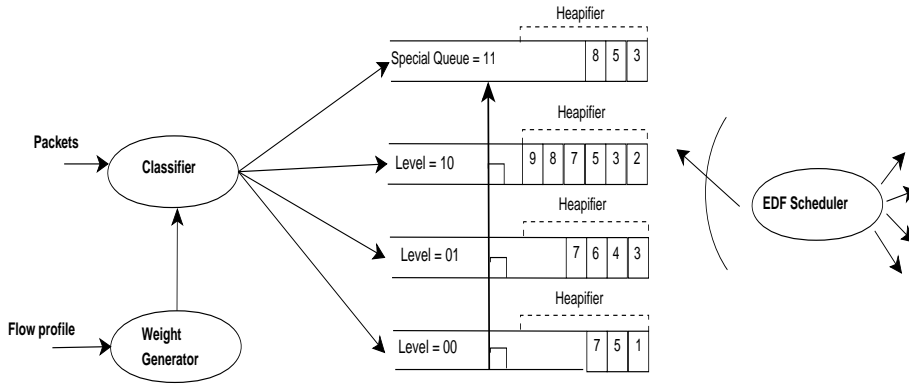 Heapifier
Special Queue = 11
8 5 3
Heapifier
Packets
Classifier
Level = 10
9 8 7 5 3 2
EDF Scheduler
Heapifier
Level = 01
7 6 4 3
Heapifier
Flow profile
Weight
Generator
Level = 00
7 5 1